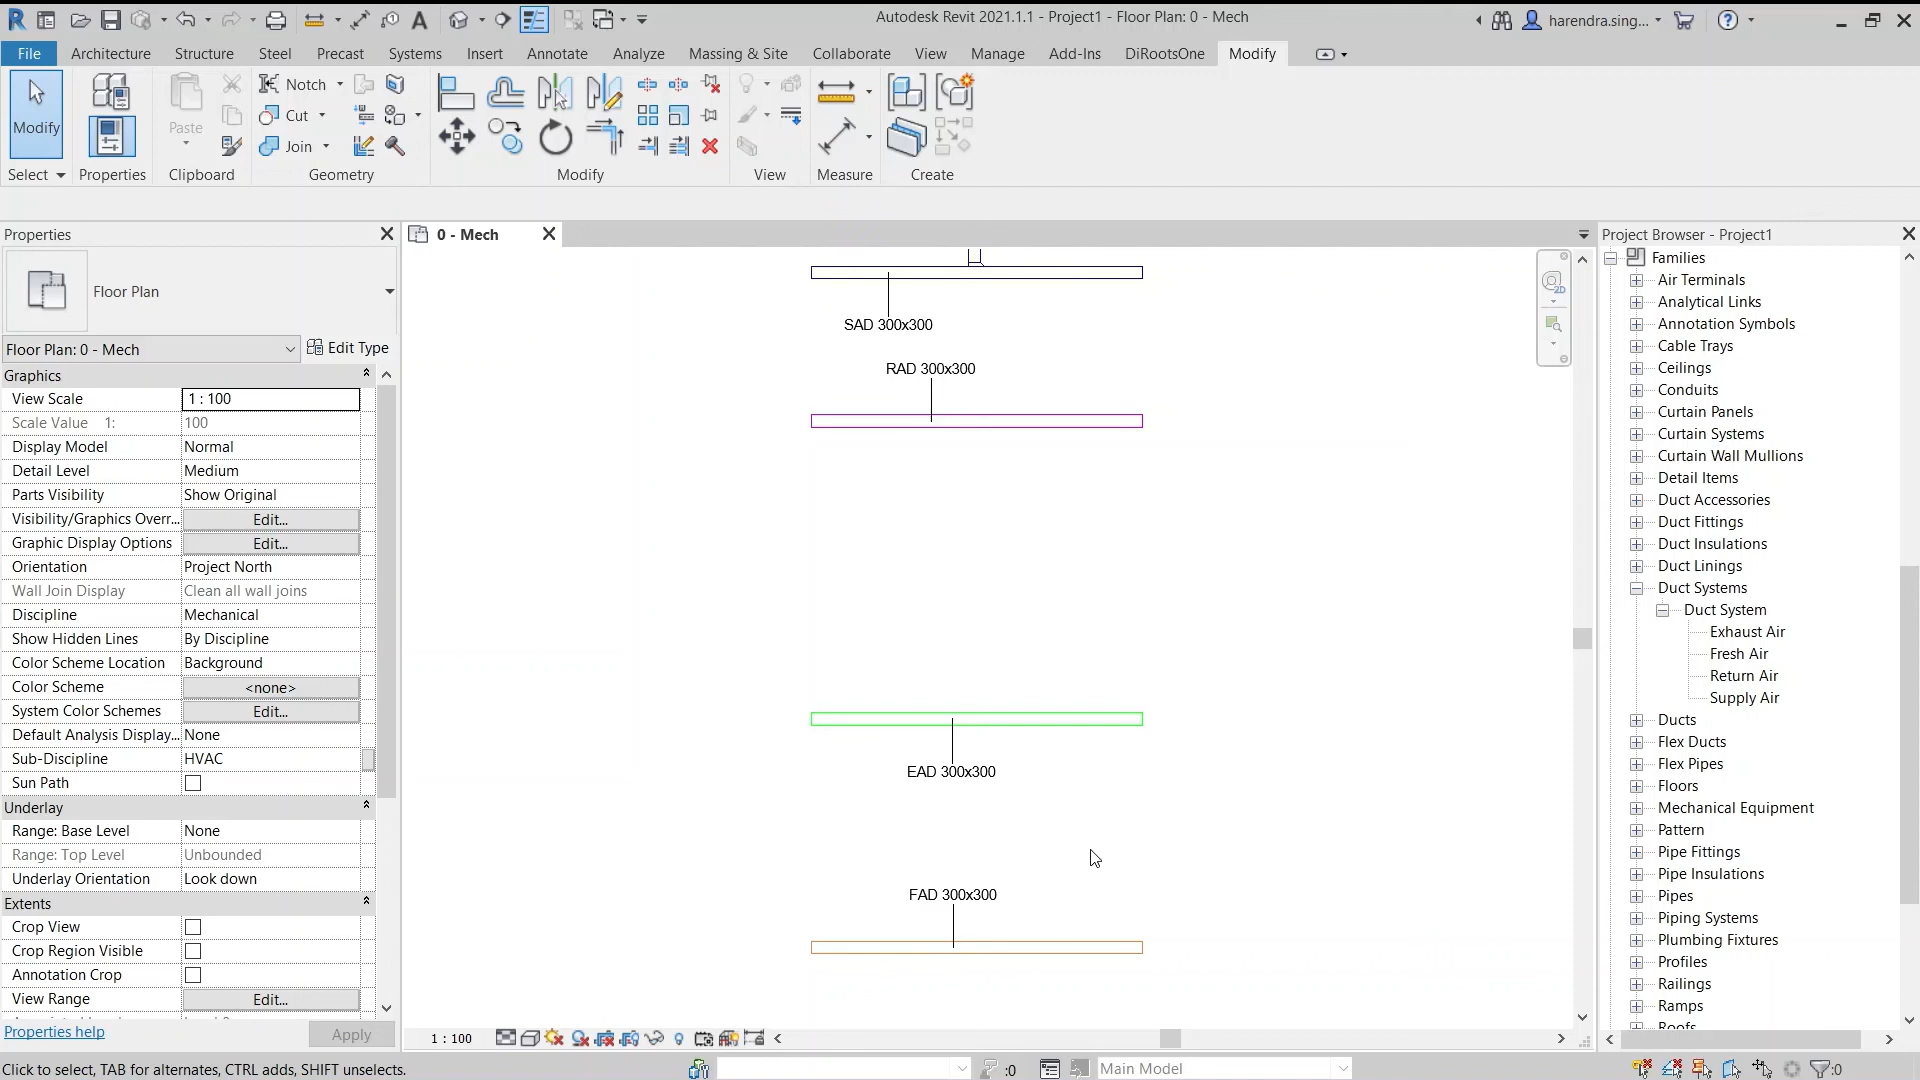 Autodesk Revit 2021.1.1 - Project1 - Floor Plan: 0 - Mech
harendra.sing...
File Architecture Structure Steel Precast Systems Insert Annotate Analyze Massing & Site Collaborate View Manage Add-Ins DiRootsOne Modify
Modify
Paste
Notch
Cut
Join
Select Properties Clipboard Geometry Modify View Measure Create
Properties
Floor Plan
Floor Plan: 0 - Mech
Edit Type
Graphics
View Scale 1 : 100
Scale Value 1: 100
Display Model Normal
Detail Level Medium
Parts Visibility Show Original
Visibility/Graphics Overr... Edit...
Graphic Display Options Edit...
Orientation Project North
Wall Join Display Clean all wall joins
Discipline Mechanical
Show Hidden Lines By Discipline
Color Scheme Location Background
Color Scheme <none>
System Color Schemes Edit...
Default Analysis Display... None
Sub-Discipline HVAC
Sun Path
Underlay
Range: Base Level None
Range: Top Level Unbounded
Underlay Orientation Look down
Extents
Crop View
Crop Region Visible
Annotation Crop
View Range Edit...
Properties help
Apply
0 - Mech
2D
SAD 300x300
RAD 300x300
EAD 300x300
FAD 300x300
1 : 100
Project Browser - Project1
Families
Air Terminals
Analytical Links
Annotation Symbols
Cable Trays
Ceilings
Conduits
Curtain Panels
Curtain Systems
Curtain Wall Mullions
Detail Items
Duct Accessories
Duct Fittings
Duct Insulations
Duct Linings
Duct Systems
Duct System
Exhaust Air
Fresh Air
Return Air
Supply Air
Ducts
Flex Ducts
Flex Pipes
Floors
Mechanical Equipment
Pattern
Pipe Fittings
Pipe Insulations
Pipes
Piping Systems
Plumbing Fixtures
Profiles
Railings
Ramps
Roofs
Click to select, TAB for alternates, CTRL adds, SHIFT unselects.
:0
Main Model
:0